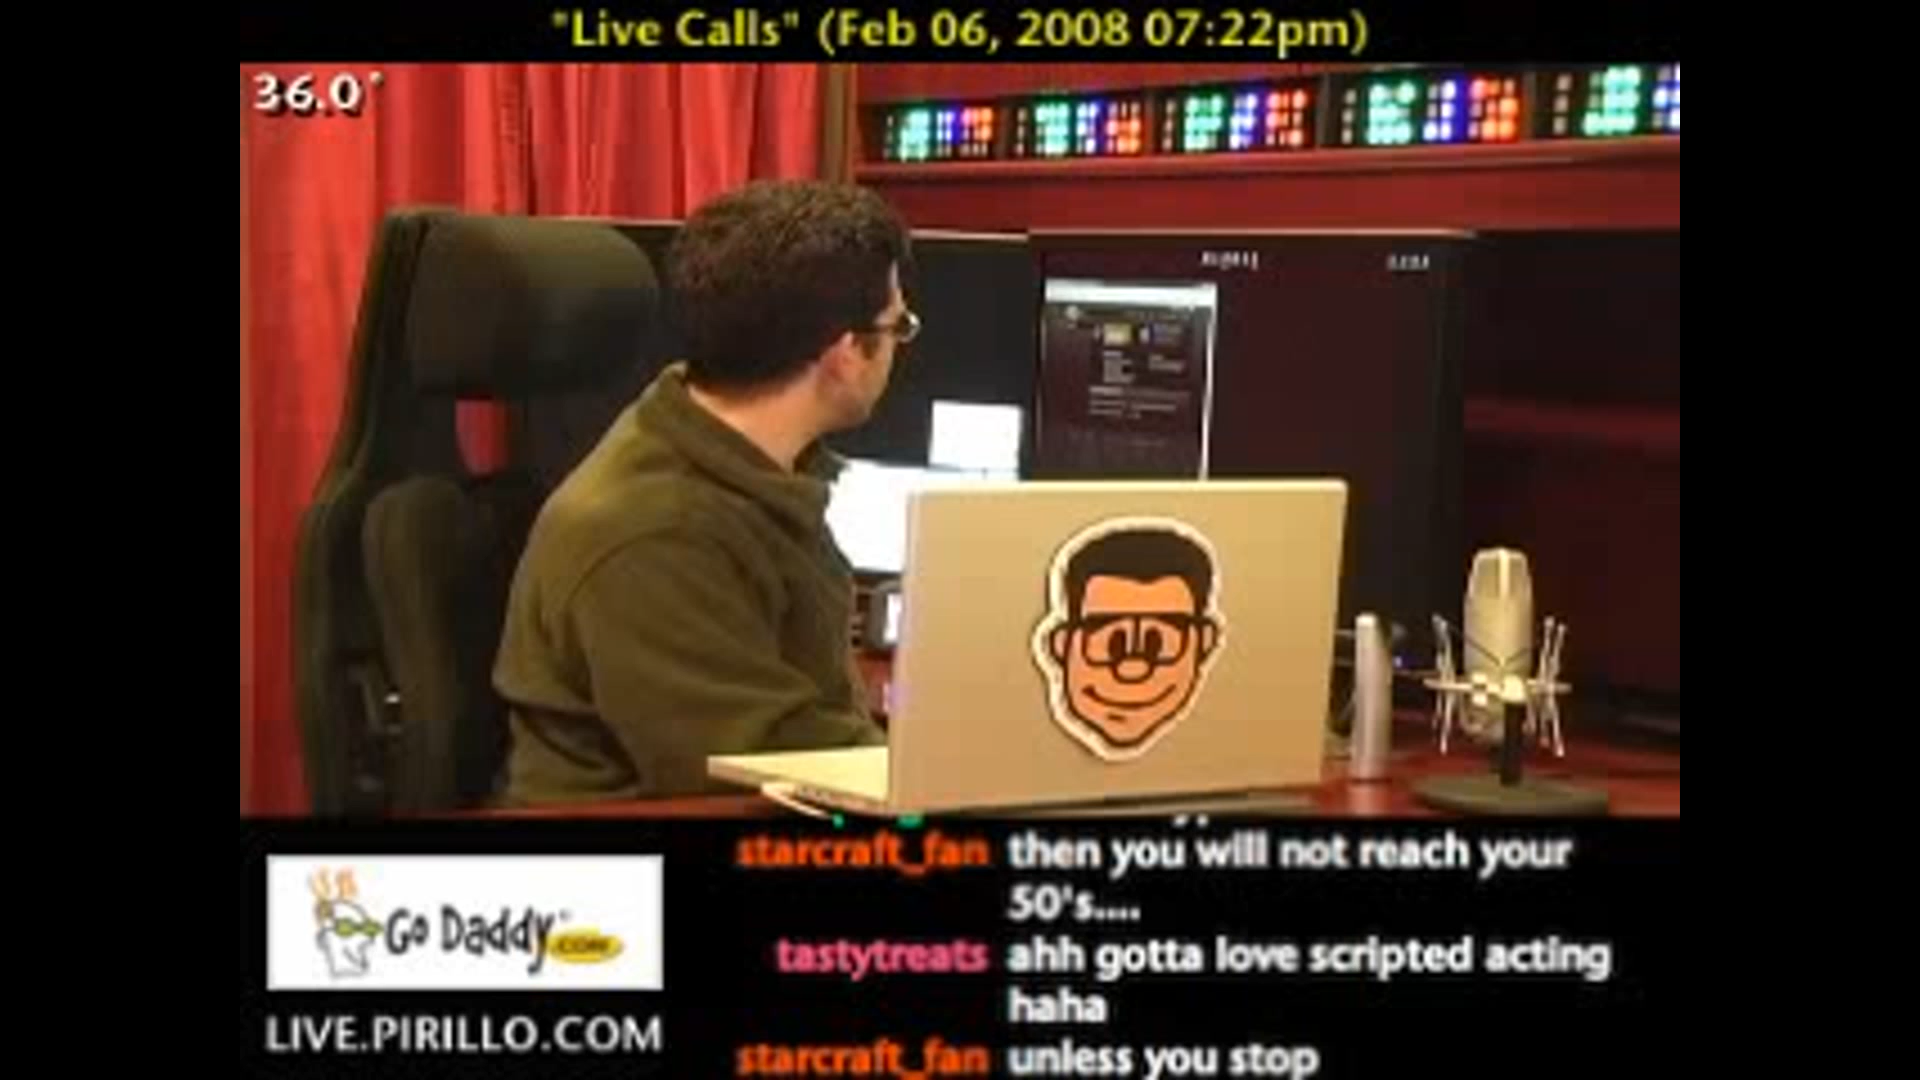 "Live Calls" (Feb 06, 2008 07:22pm)
36.0°
starcraft_fan then you will not reach your
50's....
tastytreats ahh gotta love scripted acting
haha
starcraft_fan unless you stop
Go Daddy.COM
LIVE.PIRILLO.COM